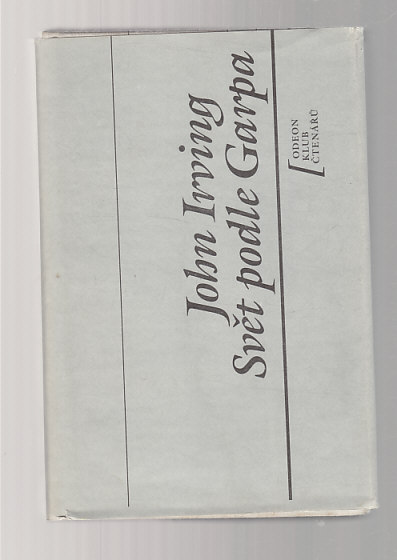 John Irving
Svět podle Garpa
ODEON
KLUB
ČTENÁŘŮ